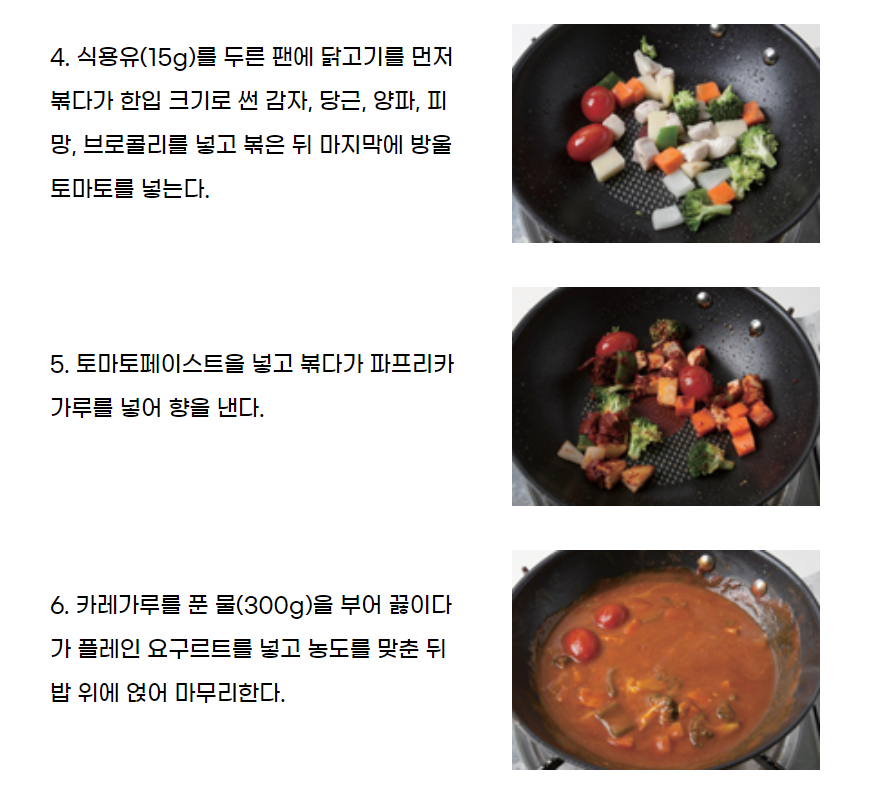 4. 식용유(15g)를 두른 팬에 닭고기를 먼저
볶다가 한입 크기로 썬 감자, 당근, 양파, 피
망, 브로콜리를 넣고 볶은 뒤 마지막에 방울
토마토를 넣는다.
5. 토마토페이스트을 넣고 볶다가 파프리카
가루를 넣어 향을 낸다.
6. 카레가루를 푼 물(300g)을 부어 끓이다
가 플레인 요구르트를 넣고 농도를 맞춘 뒤
밥 위에 얹어 마무리한다.